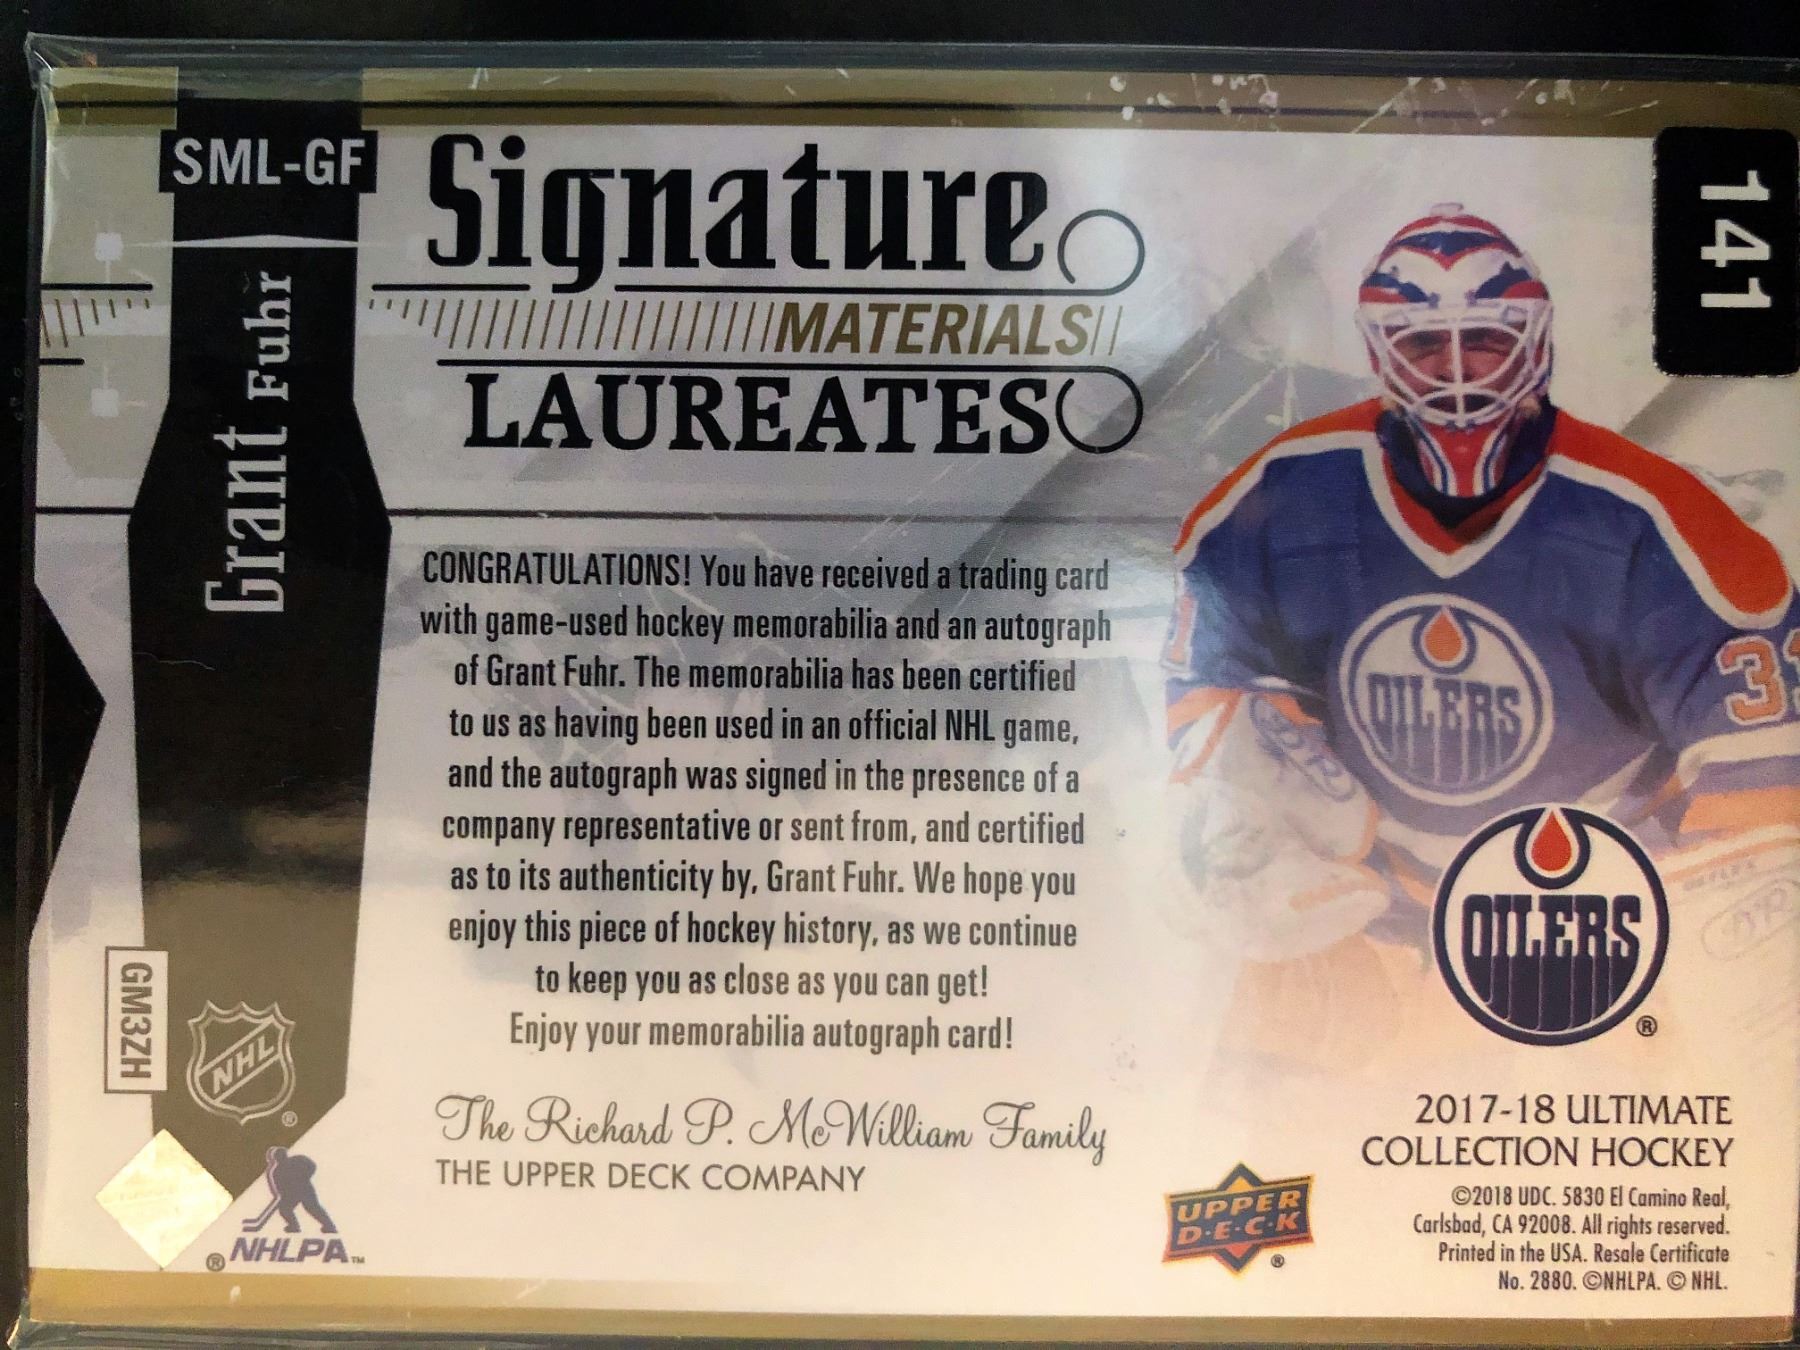 SML-GF
Grant Fuhr
Signature
MATERIALS
LAUREATES
141
CONGRATULATIONS! You have received a trading card
with game-used hockey memorabilia and an autograph
of Grant Fuhr. The memorabilia has been certified
to us as having been used in an official NHL game,
and the autograph was signed in the presence of a
company representative or sent from, and certified
as to its authenticity by, Grant Fuhr. We hope you
enjoy this piece of hockey history, as we continue
to keep you as close as you can get!
Enjoy your memorabilia autograph card!
The Richard P. McWilliam Family
THE UPPER DECK COMPANY
GM3ZH
NHL
®
® NHLPA™
OILERS
31
OILERS
®
UPPER
D·E·C·K
®
2017-18 ULTIMATE
COLLECTION HOCKEY
©2018 UDC. 5830 El Camino Real,
Carlsbad, CA 92008. All rights reserved.
Printed in the USA. Resale Certificate
No. 2880. ©NHLPA. © NHL.